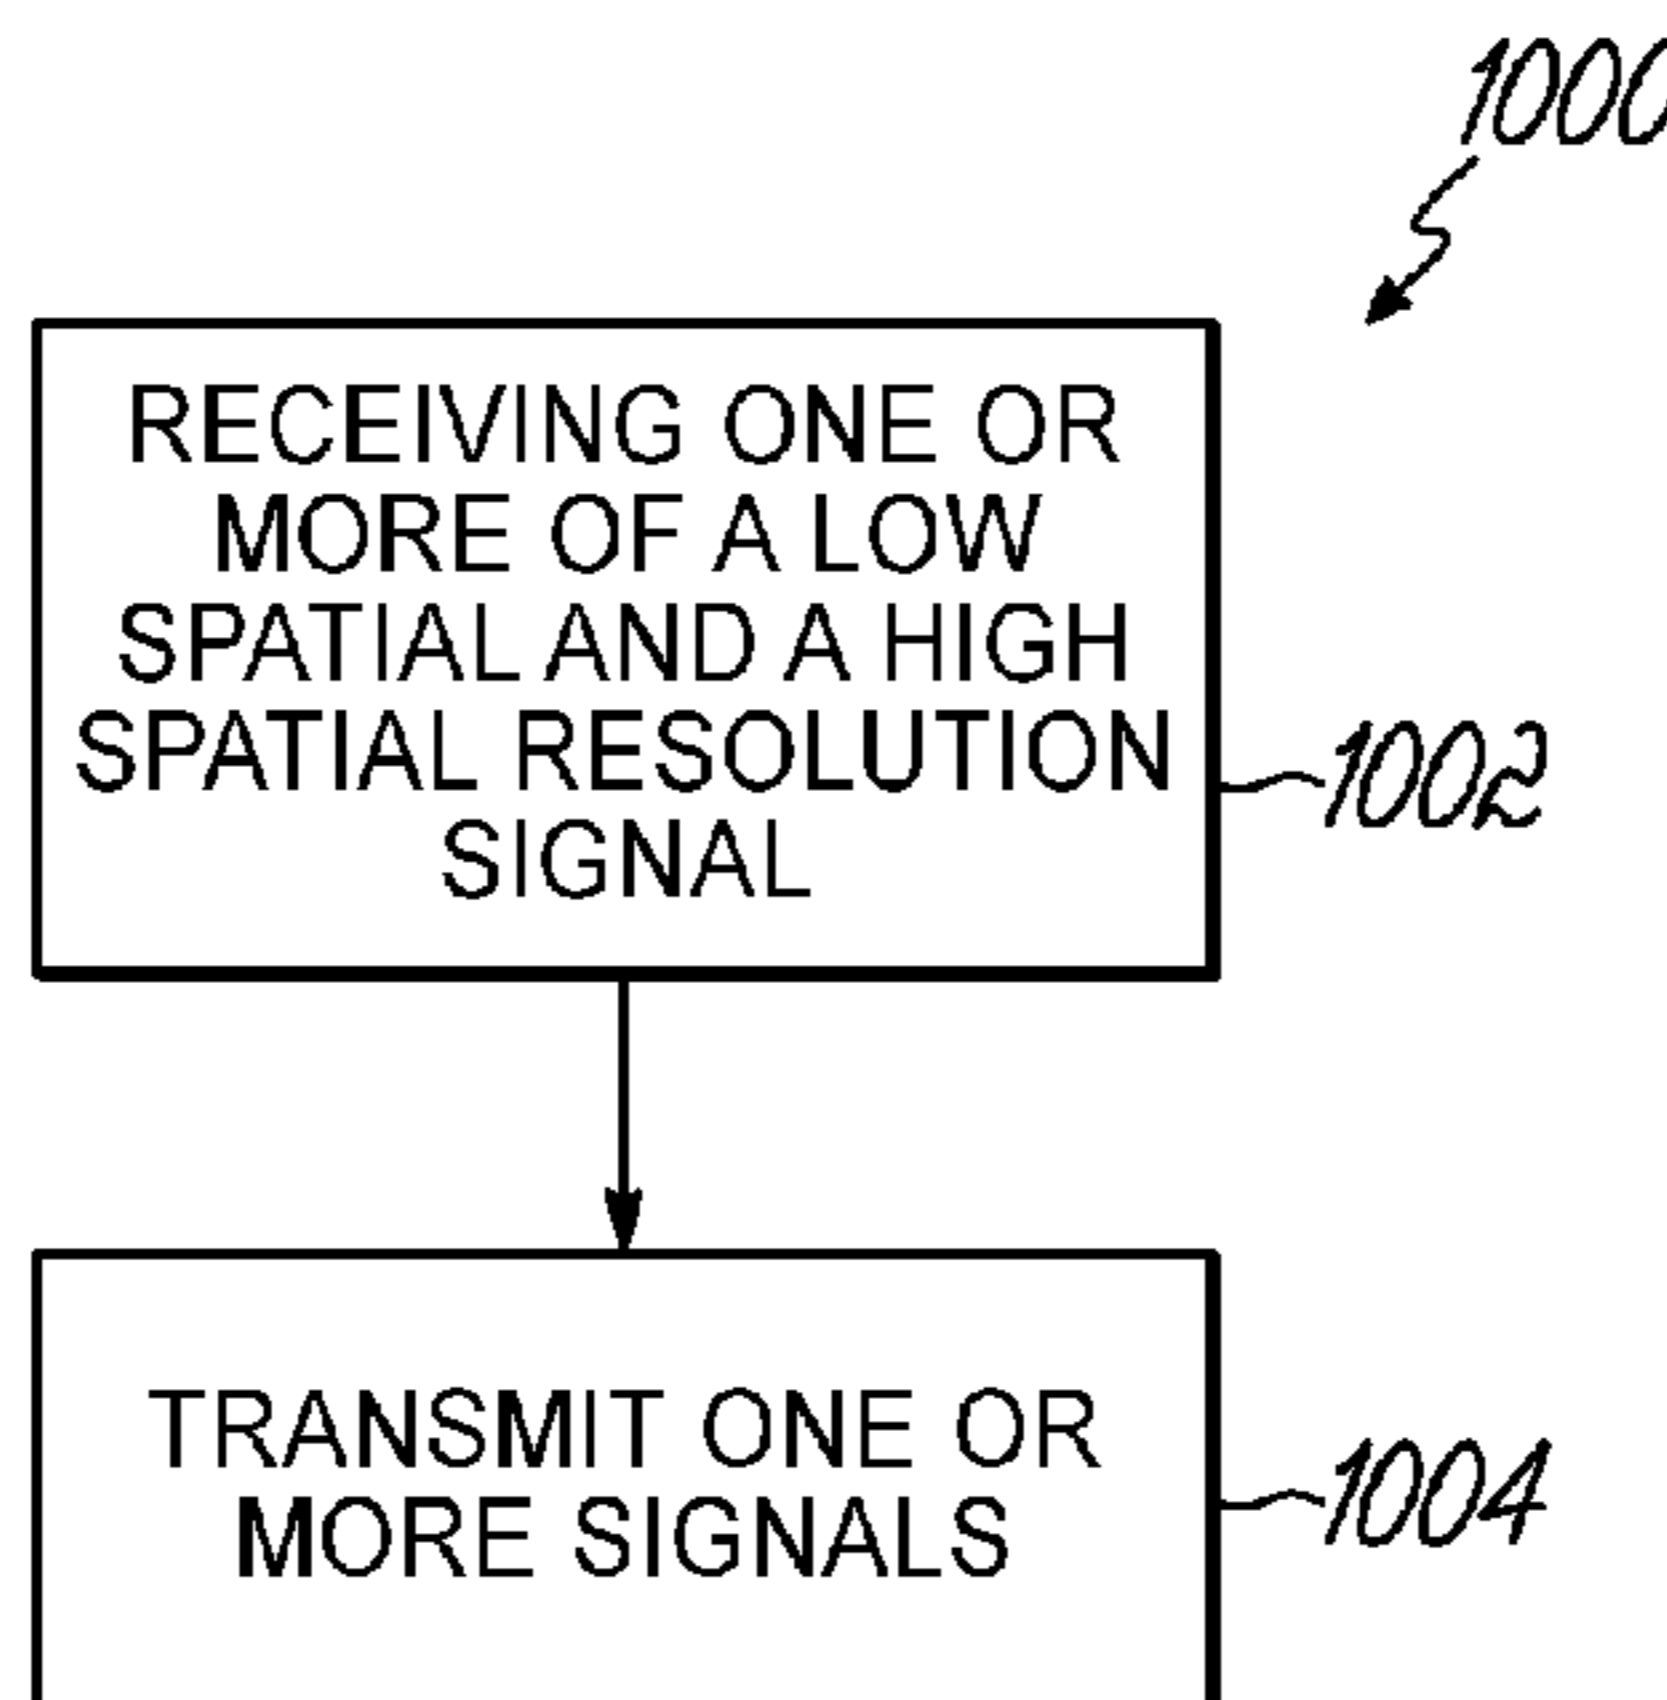 1000
RECEIVING ONE OR
MORE OF A LOW
SPATIAL AND A HIGH
SPATIAL RESOLUTION
SIGNAL
1002
TRANSMIT ONE OR
MORE SIGNALS
1004